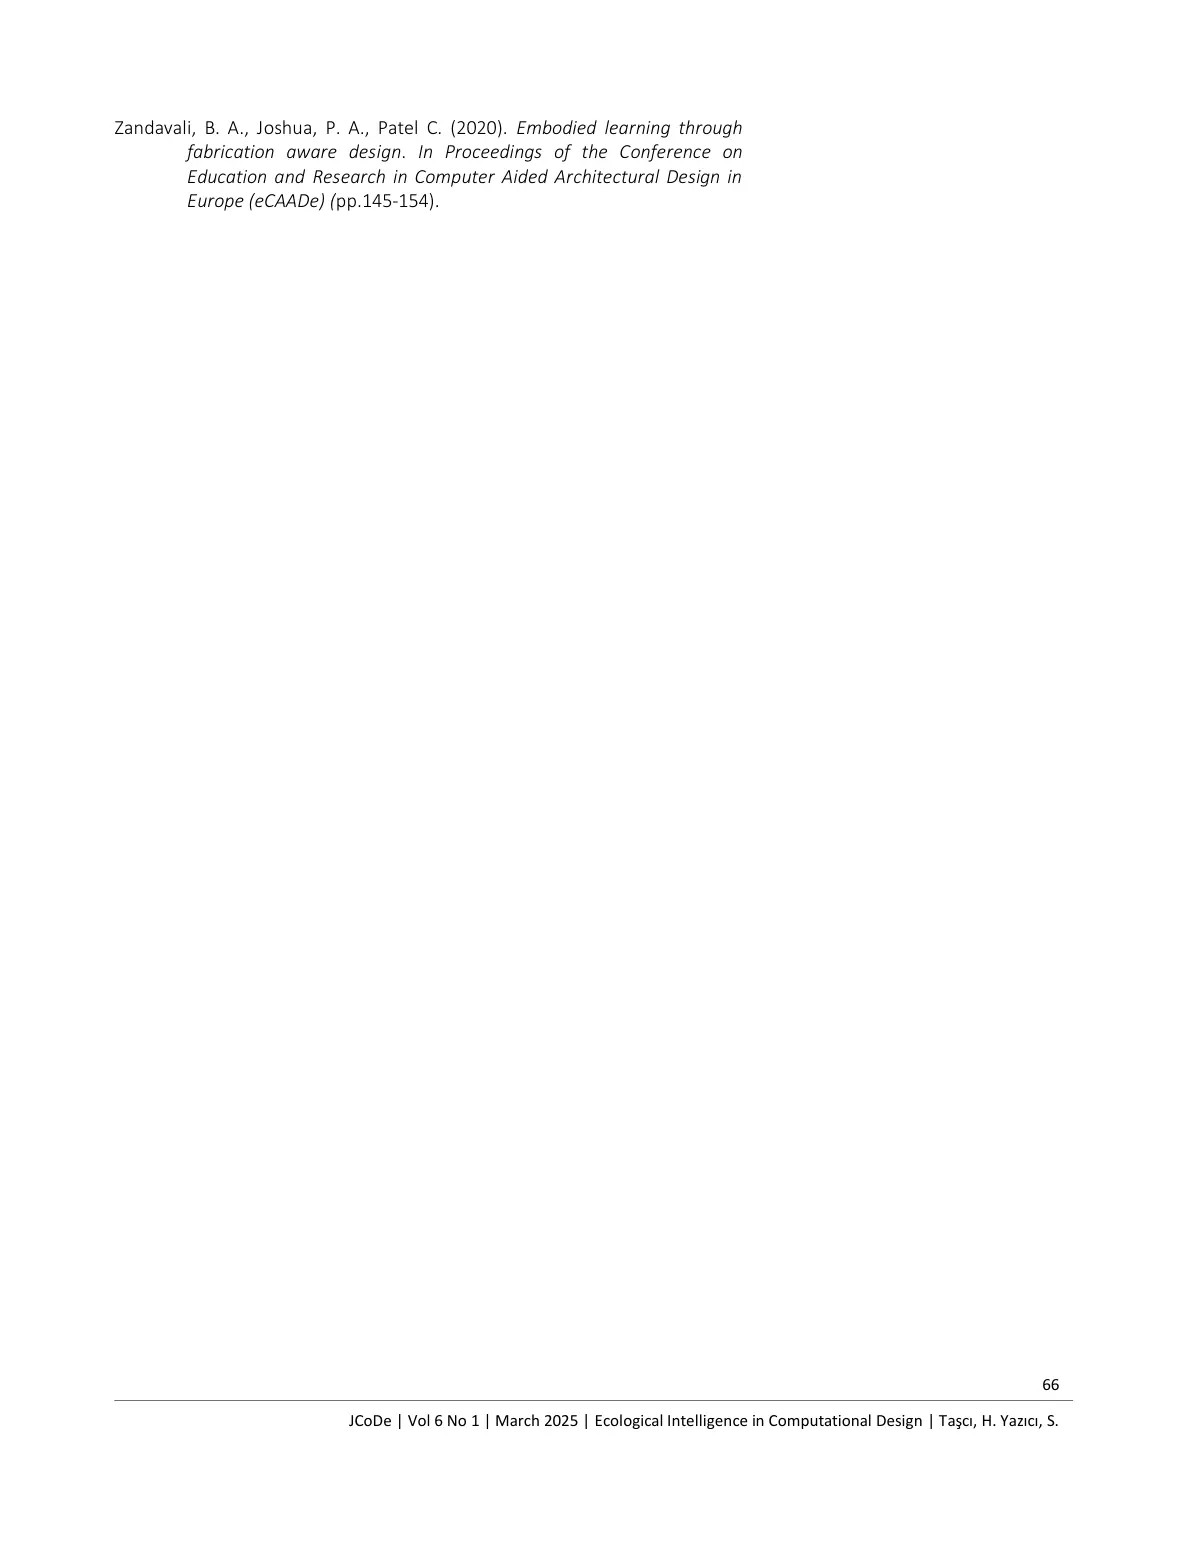 Zandavali, B. A., Joshua, P. A., Patel C. (2020). Embodied learning through
fabrication aware design. In Proceedings of the Conference on
Education and Research in Computer Aided Architectural Design in
Europe (eCAADe) (pp.145-154).
66
JCoDe | Vol 6 No 1 | March 2025 | Ecological Intelligence in Computational Design | Taşcı, H. Yazıcı, S.